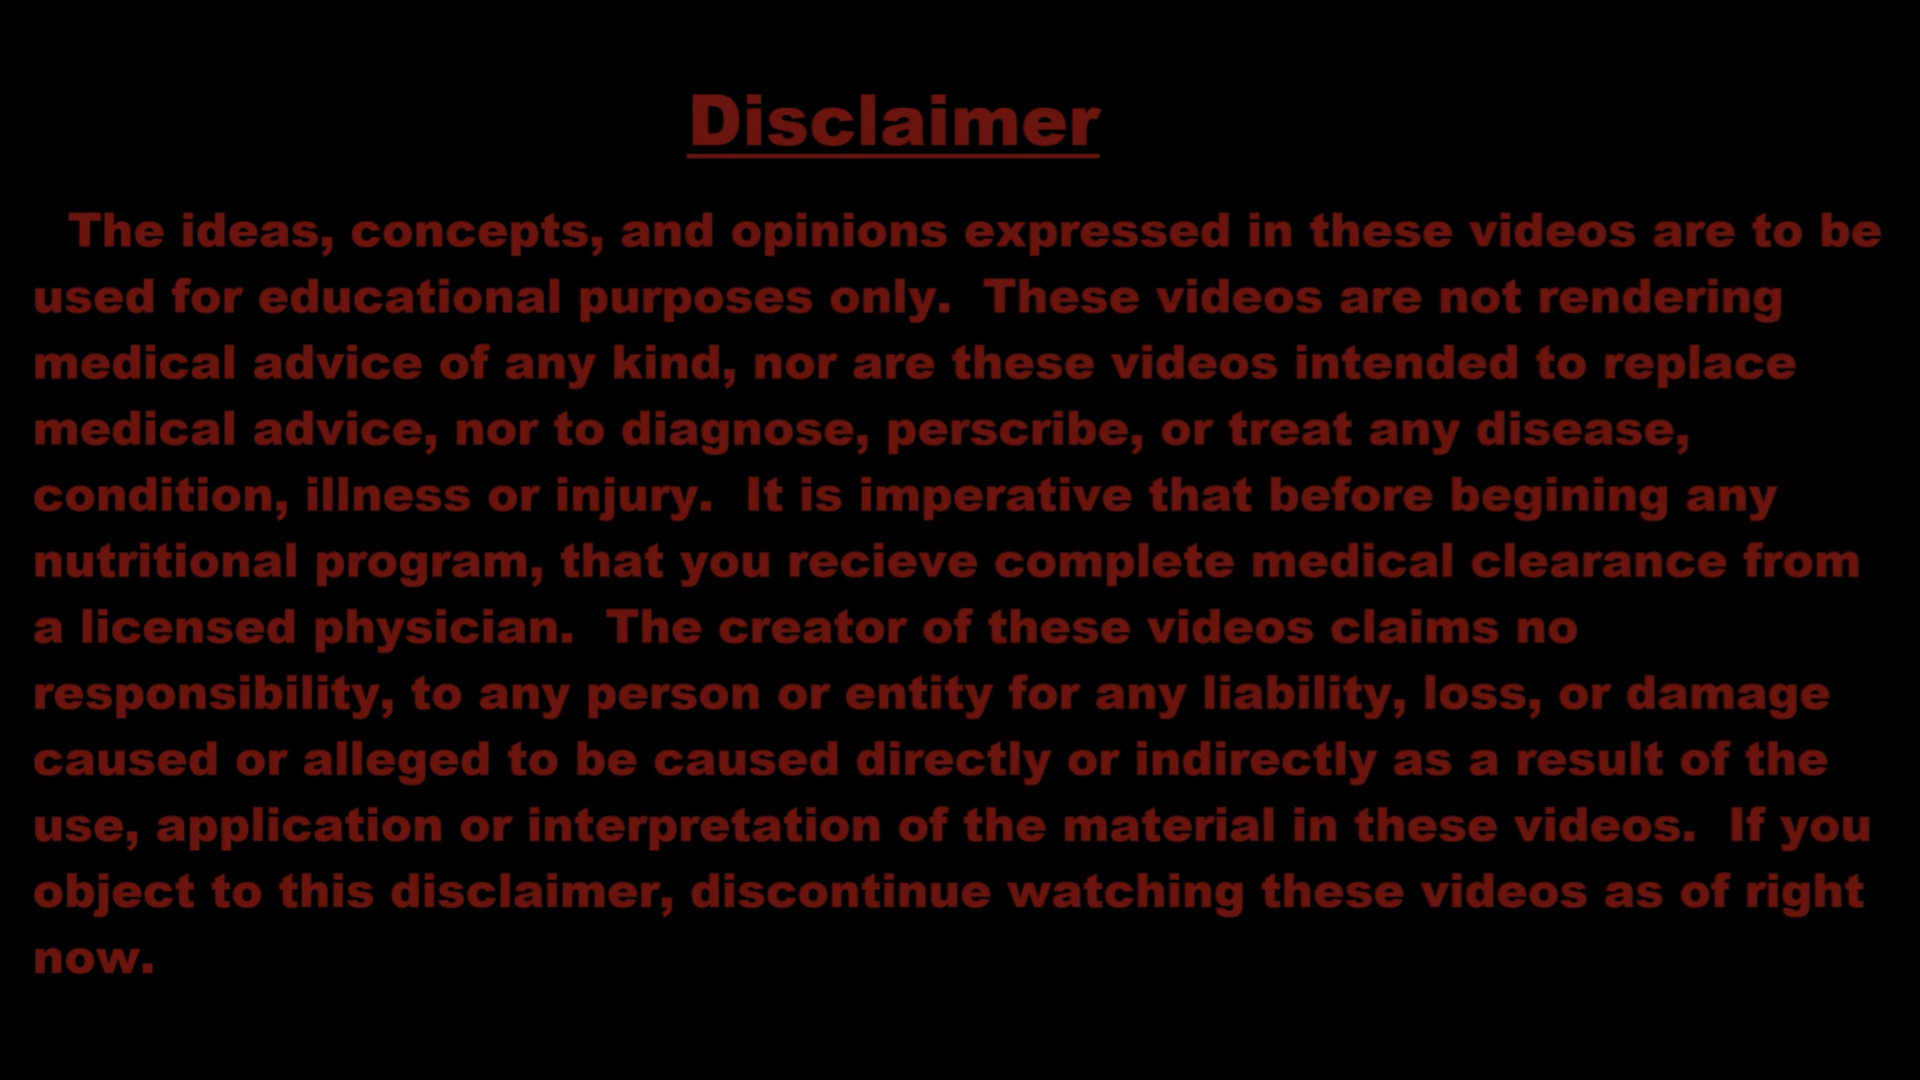 Disclaimer
The ideas, concepts, and opinions expressed in these videos are to be
used for educational purposes only.  These videos are not rendering
medical advice of any kind, nor are these videos intended to replace
medical advice, nor to diagnose, perscribe, or treat any disease,
condition, illness or injury.  It is imperative that before begining any
nutritional program, that you recieve complete medical clearance from
a licensed physician.  The creator of these videos claims no
responsibility, to any person or entity for any liability, loss, or damage
caused or alleged to be caused directly or indirectly as a result of the
use, application or interpretation of the material in these videos.  If you
object to this disclaimer, discontinue watching these videos as of right
now.